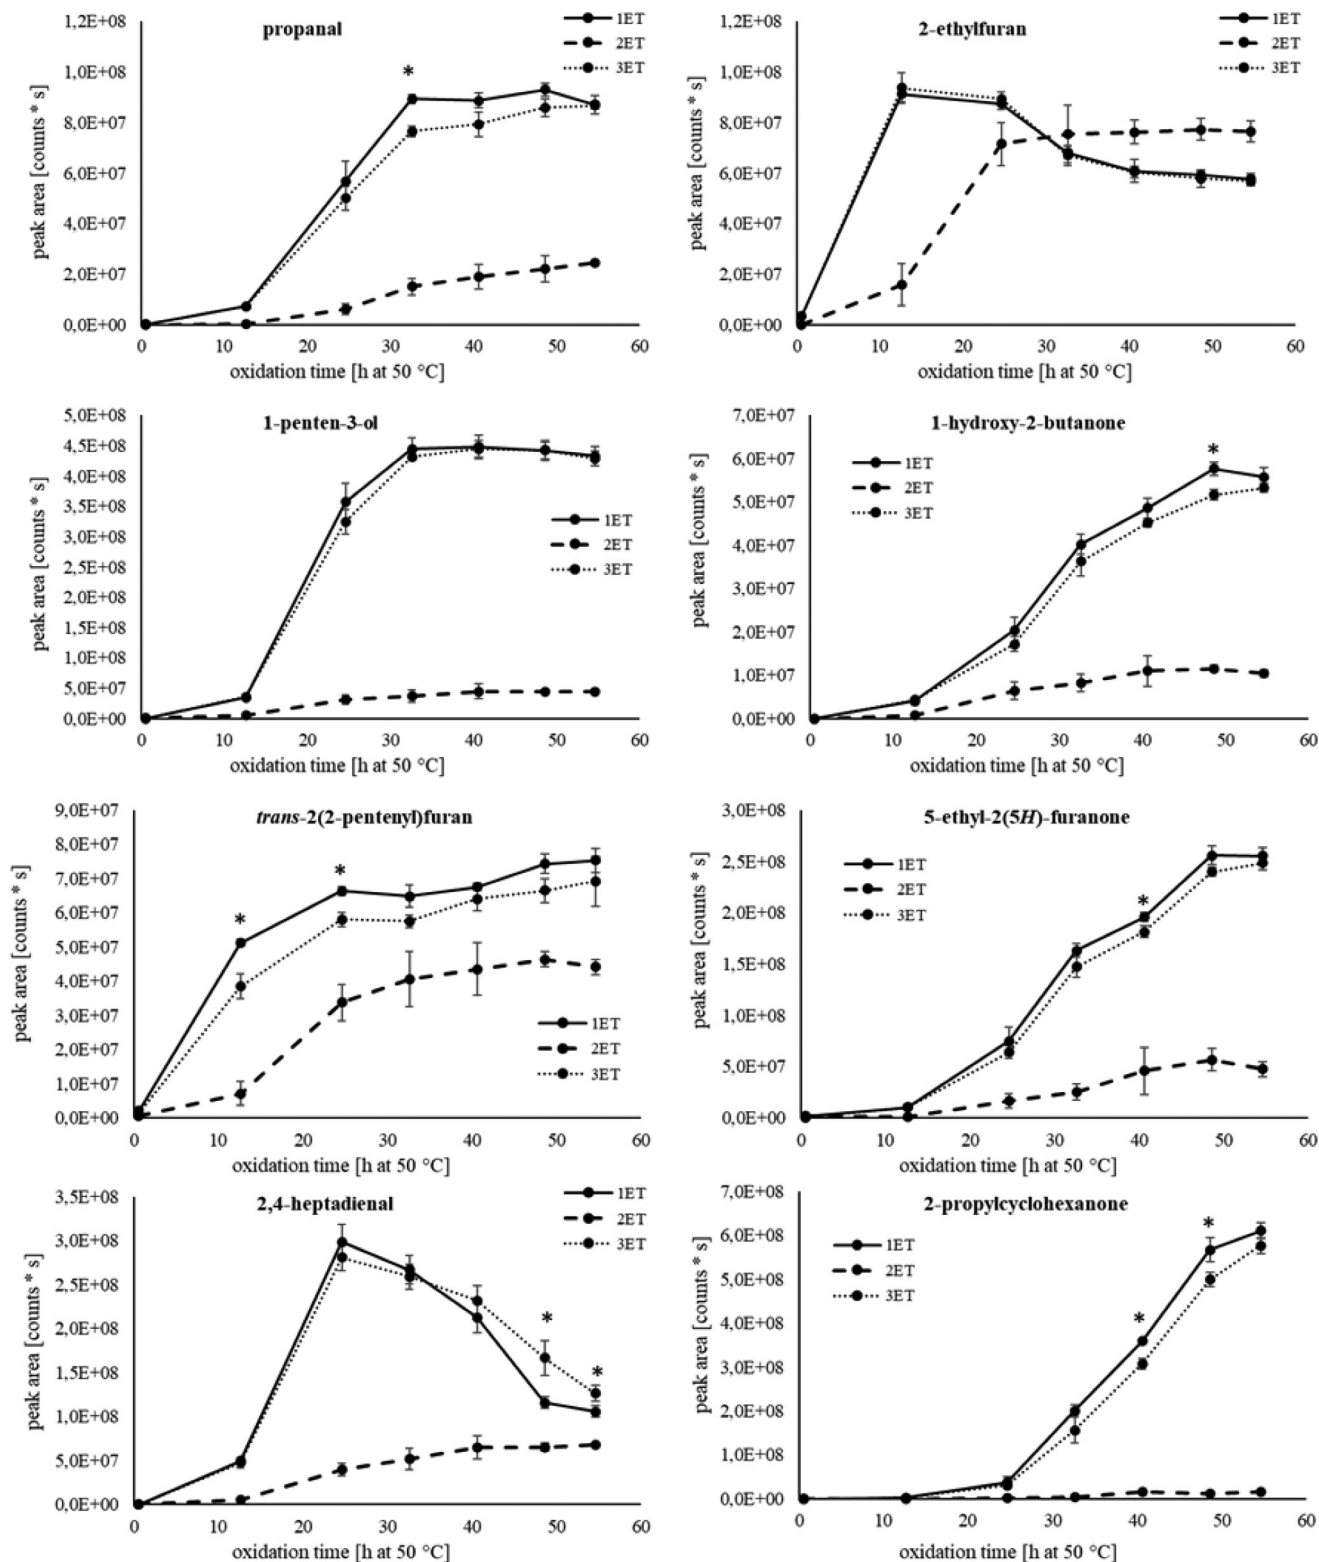 propanal
1ET
2ET
3ET
*
peak area [counts * s]
1,2E+08
1,0E+08
8,0E+07
6,0E+07
4,0E+07
2,0E+07
0,0E+00
0 10 20 30 40 50 60
oxidation time [h at 50 °C]
2-ethylfuran
1ET
2ET
3ET
peak area [counts * s]
1,2E+08
1,0E+08
8,0E+07
6,0E+07
4,0E+07
2,0E+07
0,0E+00
0 10 20 30 40 50 60
oxidation time [h at 50 °C]
1-penten-3-ol
1ET
2ET
3ET
peak area [counts * s]
5,0E+08
4,5E+08
4,0E+08
3,5E+08
3,0E+08
2,5E+08
2,0E+08
1,5E+08
1,0E+08
5,0E+07
0,0E+00
0 10 20 30 40 50 60
oxidation time [h at 50 °C]
1-hydroxy-2-butanone
*
1ET
2ET
3ET
peak area [counts * s]
7,0E+07
6,0E+07
5,0E+07
4,0E+07
3,0E+07
2,0E+07
1,0E+07
0,0E+00
0 10 20 30 40 50 60
oxidation time [h at 50 °C]
trans-2(2-pentenyl)furan
*
*
1ET
2ET
3ET
peak area [counts * s]
9,0E+07
8,0E+07
7,0E+07
6,0E+07
5,0E+07
4,0E+07
3,0E+07
2,0E+07
1,0E+07
0,0E+00
0 10 20 30 40 50 60
oxidation time [h at 50 °C]
5-ethyl-2(5H)-furanone
1ET
2ET
3ET
*
peak area [counts * s]
3,0E+08
2,5E+08
2,0E+08
1,5E+08
1,0E+08
5,0E+07
0,0E+00
0 10 20 30 40 50 60
oxidation time [h at 50 °C]
2,4-heptadienal
1ET
2ET
3ET
*
*
peak area [counts * s]
3,5E+08
3,0E+08
2,5E+08
2,0E+08
1,5E+08
1,0E+08
5,0E+07
0,0E+00
0 10 20 30 40 50 60
oxidation time [h at 50 °C]
2-propylcyclohexanone
*
1ET
2ET
3ET
*
peak area [counts * s]
7,0E+08
6,0E+08
5,0E+08
4,0E+08
3,0E+08
2,0E+08
1,0E+08
0,0E+00
0 10 20 30 40 50 60
oxidation time [h at 50 °C]